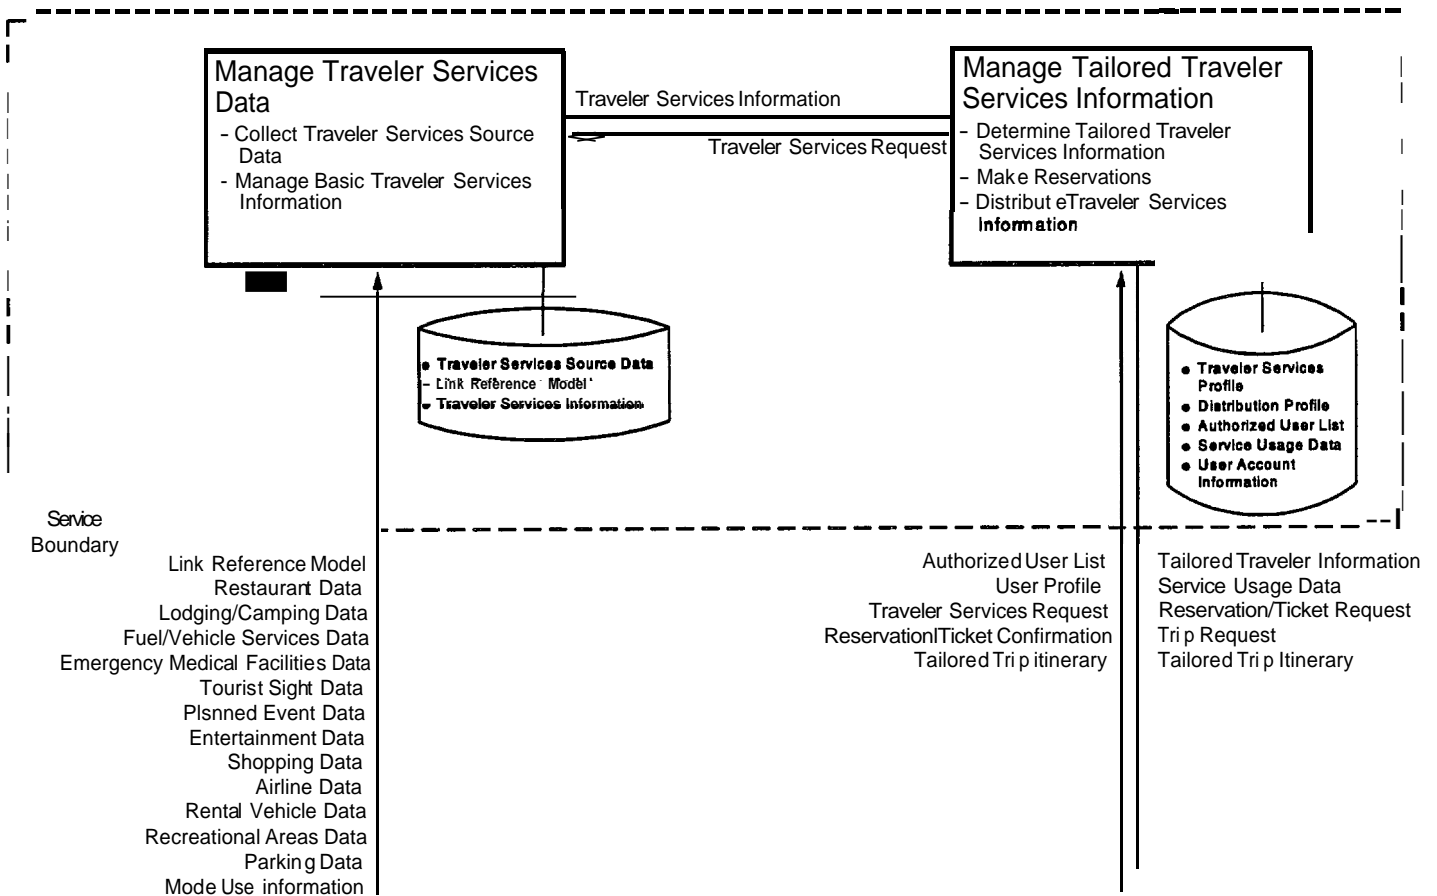 Manage Traveler Services
Data
- Collect Traveler Services Source
Data
- Manage Basic Traveler Services
Information
Traveler Services Information
Traveler Services Request
Manage Tailored Traveler
Services Information
- Determine Tailored Traveler
Services Information
- Make Reservations
- Distribut eTraveler Services
Information
● Traveler Services Source Data
- Link Reference Model
● Traveler Services Information
● Traveler Services
Profile
● Distribution Profile
● Authorized User List
● Service Usage Data
● User Account
Information
Service
Boundary
Link Reference Model
Restaurant Data
Lodging/Camping Data
Fuel/Vehicle Services Data
Emergency Medical Facilities Data
Tourist Sight Data
Plsnned Event Data
Entertainment Data
Shopping Data
Airline Data
Rental Vehicle Data
Recreational Areas Data
Parking Data
Mode Use information
Authorized User List
User Profile
Traveler Services Request
ReservationlTicket Confirmation
Tailored Trip itinerary
Tailored Traveler Information
Service Usage Data
Reservation/Ticket Request
Trip Request
Tailored Trip Itinerary